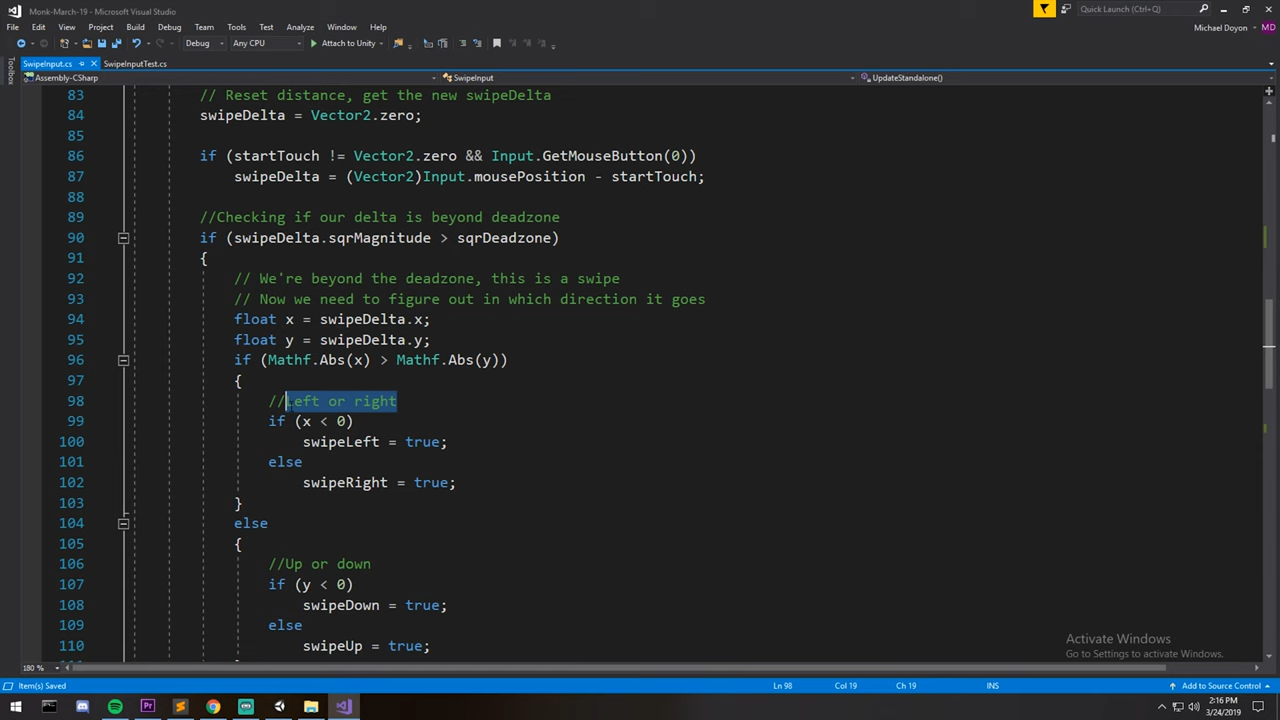 Monk-March-19 - Microsoft Visual Studio
Quick Launch (Ctrl+Q)
File Edit View Project Build Debug Team Tools Test Analyze Window Help
Michael Doyon MD
Debug Any CPU Attach to Unity
Toolbox
SwipeInput.cs SwipeInputTest.cs
Assembly-CSharp SwipeInput UpdateStandalone()
83 // Reset distance, get the new swipeDelta
84 swipeDelta = Vector2.zero;
85
86 if (startTouch != Vector2.zero && Input.GetMouseButton(0))
87 swipeDelta = (Vector2)Input.mousePosition - startTouch;
88
89 //Checking if our delta is beyond deadzone
90 if (swipeDelta.sqrMagnitude > sqrDeadzone)
91 {
92 // We're beyond the deadzone, this is a swipe
93 // Now we need to figure out in which direction it goes
94 float x = swipeDelta.x;
95 float y = swipeDelta.y;
96 if (Mathf.Abs(x) > Mathf.Abs(y))
97 {
98 //Left or right
99 if (x < 0)
100 swipeLeft = true;
101 else
102 swipeRight = true;
103 }
104 else
105 {
106 //Up or down
107 if (y < 0)
108 swipeDown = true;
109 else
110 swipeUp = true;
Activate Windows
Go to Settings to activate Windows.
180 %
Item(s) Saved Ln 98 Col 19 Ch 19 INS Add to Source Control
2:16 PM
3/24/2019